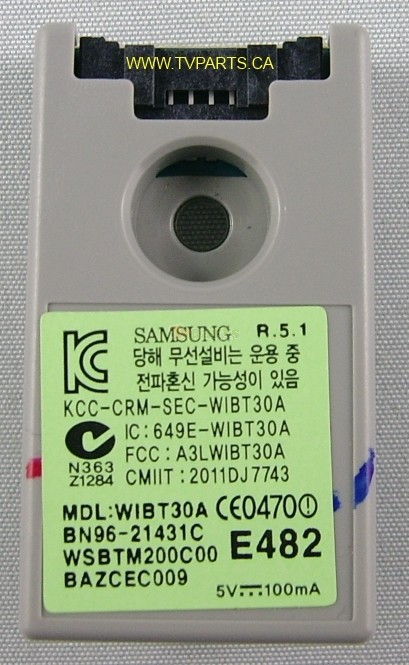 WWW.TVPARTS.CA
SAMSUNG R.5.1
당해 무선설비는 운용 중
전파혼신 가능성이 있음
KCC-CRM-SEC-WIBT30A
IC:649E-WIBT30A
FCC: A3LWIBT30A
N363
Z1284
CMIIT: 2011DJ7743
MDL:WIBT30A CE0470
BN96-21431C
WSBTM200C00 E482
BAZCEC009
5V⎓100mA